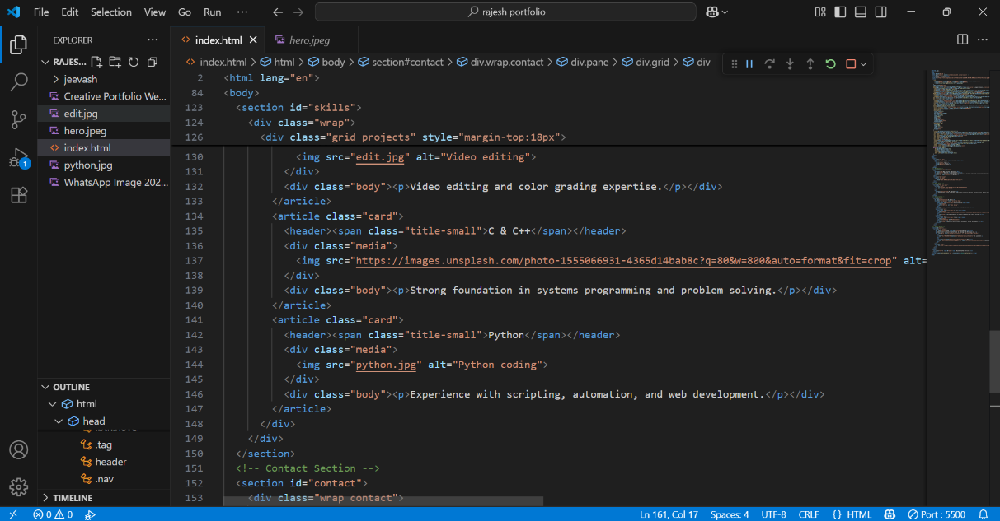 File Edit Selection View Go Run ··· rajesh portfolio
EXPLORER ···
RAJES...
jeevash
Creative Portfolio We...
edit.jpg
hero.jpeg
index.html
python.jpg
WhatsApp Image 202...
OUTLINE
html
head
.tag
header
.nav
TIMELINE
1
index.html hero.jpeg ···
index.html > html > body > section#contact > div.wrap.contact > div.pane > div.grid > div
2 <html lang="en">
84 <body>
123 <section id="skills">
124 <div class="wrap">
126 <div class="grid projects" style="margin-top:18px">
130 <img src="edit.jpg" alt="Video editing">
131 </div>
132 <div class="body"><p>Video editing and color grading expertise.</p></div>
133 </article>
134 <article class="card">
135 <header><span class="title-small">C & C++</span></header>
136 <div class="media">
137 <img src="https://images.unsplash.com/photo-1555066931-4365d14bab8c?q=80&w=800&auto=format&fit=crop" alt=
138 </div>
139 <div class="body"><p>Strong foundation in systems programming and problem solving.</p></div>
140 </article>
141 <article class="card">
142 <header><span class="title-small">Python</span></header>
143 <div class="media">
144 <img src="python.jpg" alt="Python coding">
145 </div>
146 <div class="body"><p>Experience with scripting, automation, and web development.</p></div>
147 </article>
148 </div>
149 </div>
150 </section>
151 <!-- Contact Section -->
152 <section id="contact">
153 <div class="wrap contact">
0 0 Ln 161, Col 17 Spaces: 4 UTF-8 CRLF {} HTML Port : 5500